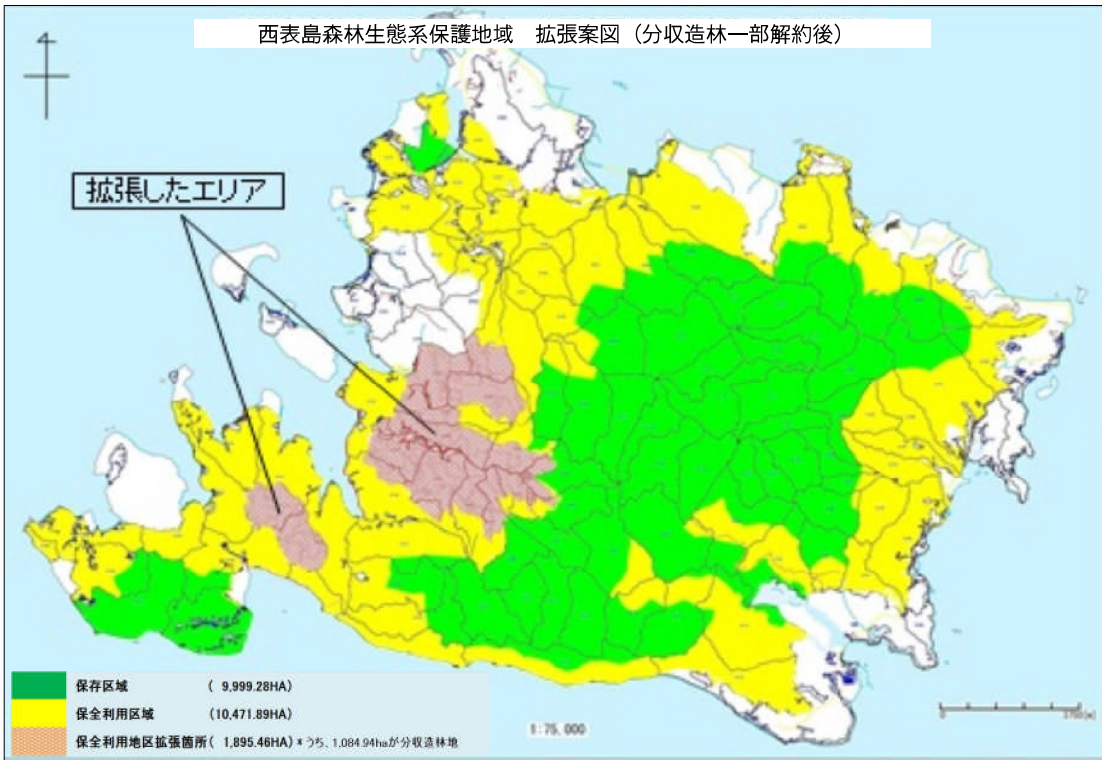 西表島森林生態系保護地域　拡張案図（分収造林一部解約後）
拡張したエリア
保存区域　( 9,999.28HA)
保全利用区域　(10,471.89HA)
保全利用地区拡張箇所( 1,895.46HA)＊うち、1,084.94haが分収造林地
1:75,000